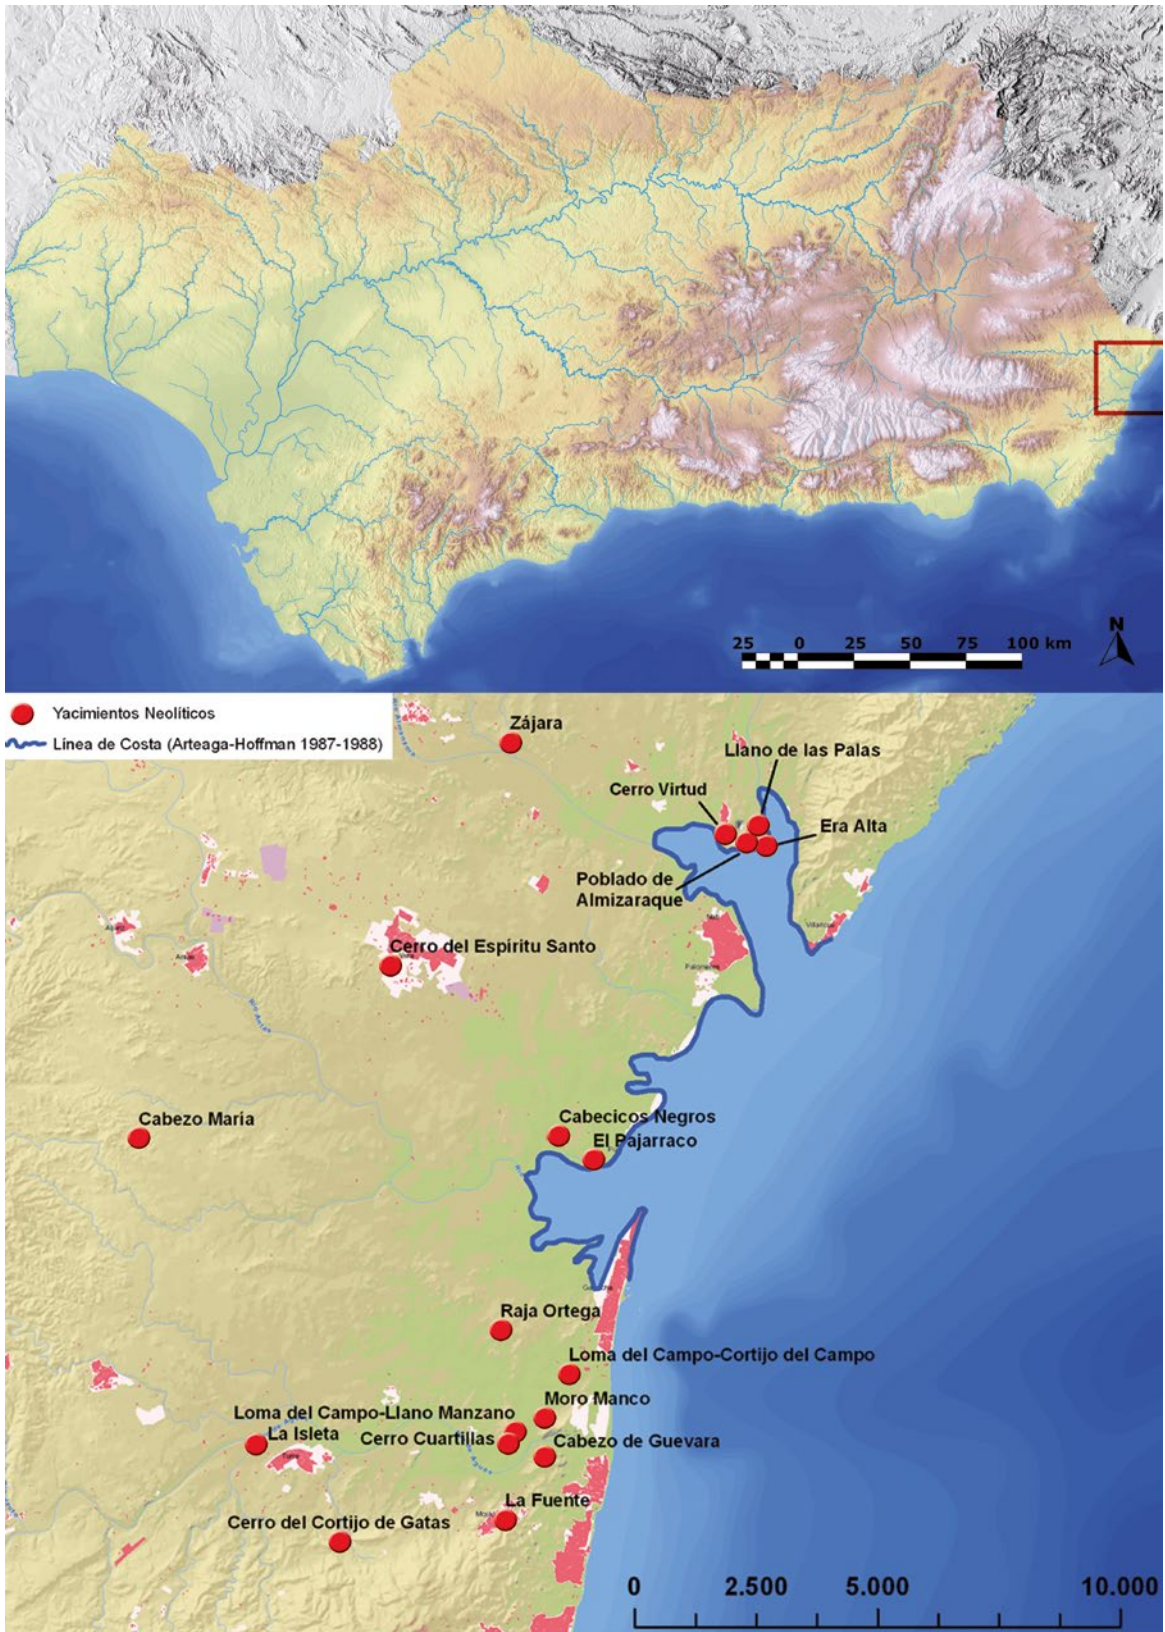 N
25 0 25 50 75 100 km
Yacimientos Neolíticos
Línea de Costa (Arteaga-Hoffman 1987-1988)
Zájara
Llano de las Palas
Cerro Virtud
Era Alta
Poblado de
Almizaraque
Cerro del Espíritu Santo
Cabezo María
Cabecicos Negros
El Pajarraco
Raja Ortega
Loma del Campo-Cortijo del Campo
Moro Manco
Loma del Campo-Llano Manzano
La Isleta
Cerro Cuartillas
Cabezo de Guevara
La Fuente
Cerro del Cortijo de Gatas
0 2.500 5.000 10.000